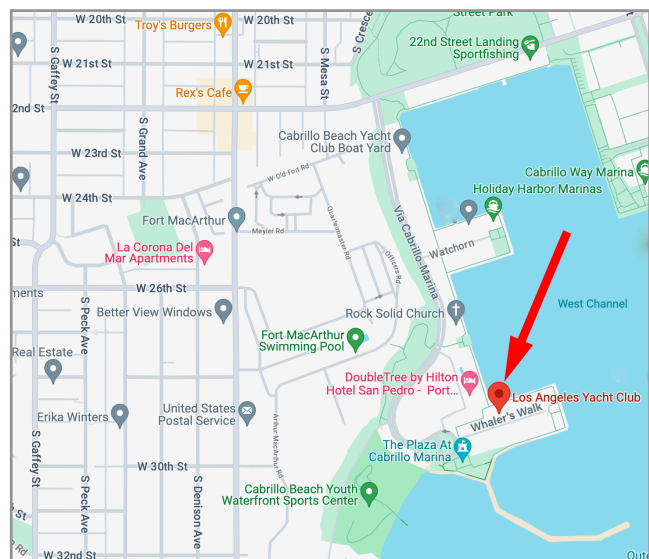 W 20th St
Troy's Burgers
W 20th St
Street Park
S Gaffey St
S Mesa St
S Cresce
22nd Street Landing
Sportfishing
W 21st St
W 21st St
Rex's Cafe
2nd St
S Grand Ave
Cabrillo Beach Yacht
Club Boat Yard
W 23rd St
W Old-Fort Rd
Cabrillo Way Marina
Holiday Harbor Marinas
W 24th St
Fort MacArthur
Meyler Rd
Quartermaster Rd
Via Cabrillo-Marina
St
La Corona Del
Mar Apartments
Watchorn
Officers Rd
W 26th St
ments
S Peck Ave
Better View Windows
Rock Solid Church
West Channel
Fort MacArthur
Swimming Pool
Real Estate
DoubleTree by Hilton
Hotel San Pedro - Port...
Los Angeles Yacht Club
Erika Winters
United States
Postal Service
Whaler's Walk
Arthur MacArthur Rd
The Plaza At
Cabrillo Marina
S Gaffey St
W 30th St
S Peck Ave
S Denison Ave
Cabrillo Beach Youth
Waterfront Sports Center
St
Rd
W 32nd St
Oute